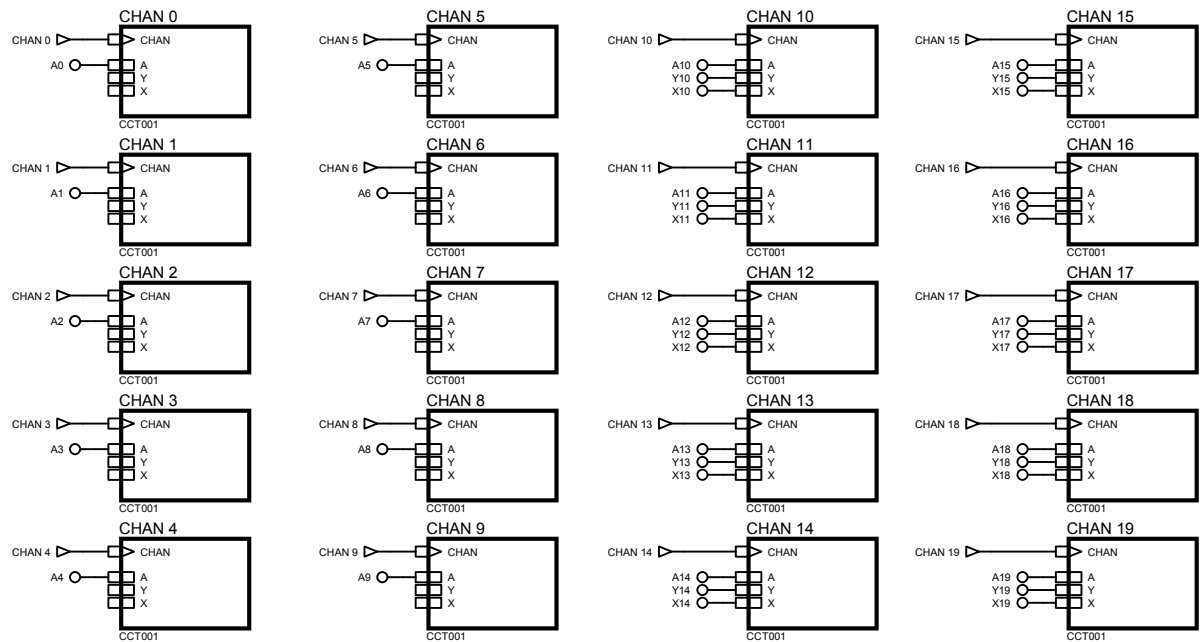 CHAN 0
CHAN 0 CHAN
A0 A
Y
X
CCT001
CHAN 1
CHAN 1 CHAN
A1 A
Y
X
CCT001
CHAN 2
CHAN 2 CHAN
A2 A
Y
X
CCT001
CHAN 3
CHAN 3 CHAN
A3 A
Y
X
CCT001
CHAN 4
CHAN 4 CHAN
A4 A
Y
X
CCT001
CHAN 5
CHAN 5 CHAN
A5 A
Y
X
CCT001
CHAN 6
CHAN 6 CHAN
A6 A
Y
X
CCT001
CHAN 7
CHAN 7 CHAN
A7 A
Y
X
CCT001
CHAN 8
CHAN 8 CHAN
A8 A
Y
X
CCT001
CHAN 9
CHAN 9 CHAN
A9 A
Y
X
CCT001
CHAN 10
CHAN 10 CHAN
A10 A
Y10 Y
X10 X
CCT001
CHAN 11
CHAN 11 CHAN
A11 A
Y11 Y
X11 X
CCT001
CHAN 12
CHAN 12 CHAN
A12 A
Y12 Y
X12 X
CCT001
CHAN 13
CHAN 13 CHAN
A13 A
Y13 Y
X13 X
CCT001
CHAN 14
CHAN 14 CHAN
A14 A
Y14 Y
X14 X
CCT001
CHAN 15
CHAN 15 CHAN
A15 A
Y15 Y
X15 X
CCT001
CHAN 16
CHAN 16 CHAN
A16 A
Y16 Y
X16 X
CCT001
CHAN 17
CHAN 17 CHAN
A17 A
Y17 Y
X17 X
CCT001
CHAN 18
CHAN 18 CHAN
A18 A
Y18 Y
X18 X
CCT001
CHAN 19
CHAN 19 CHAN
A19 A
Y19 Y
X19 X
CCT001